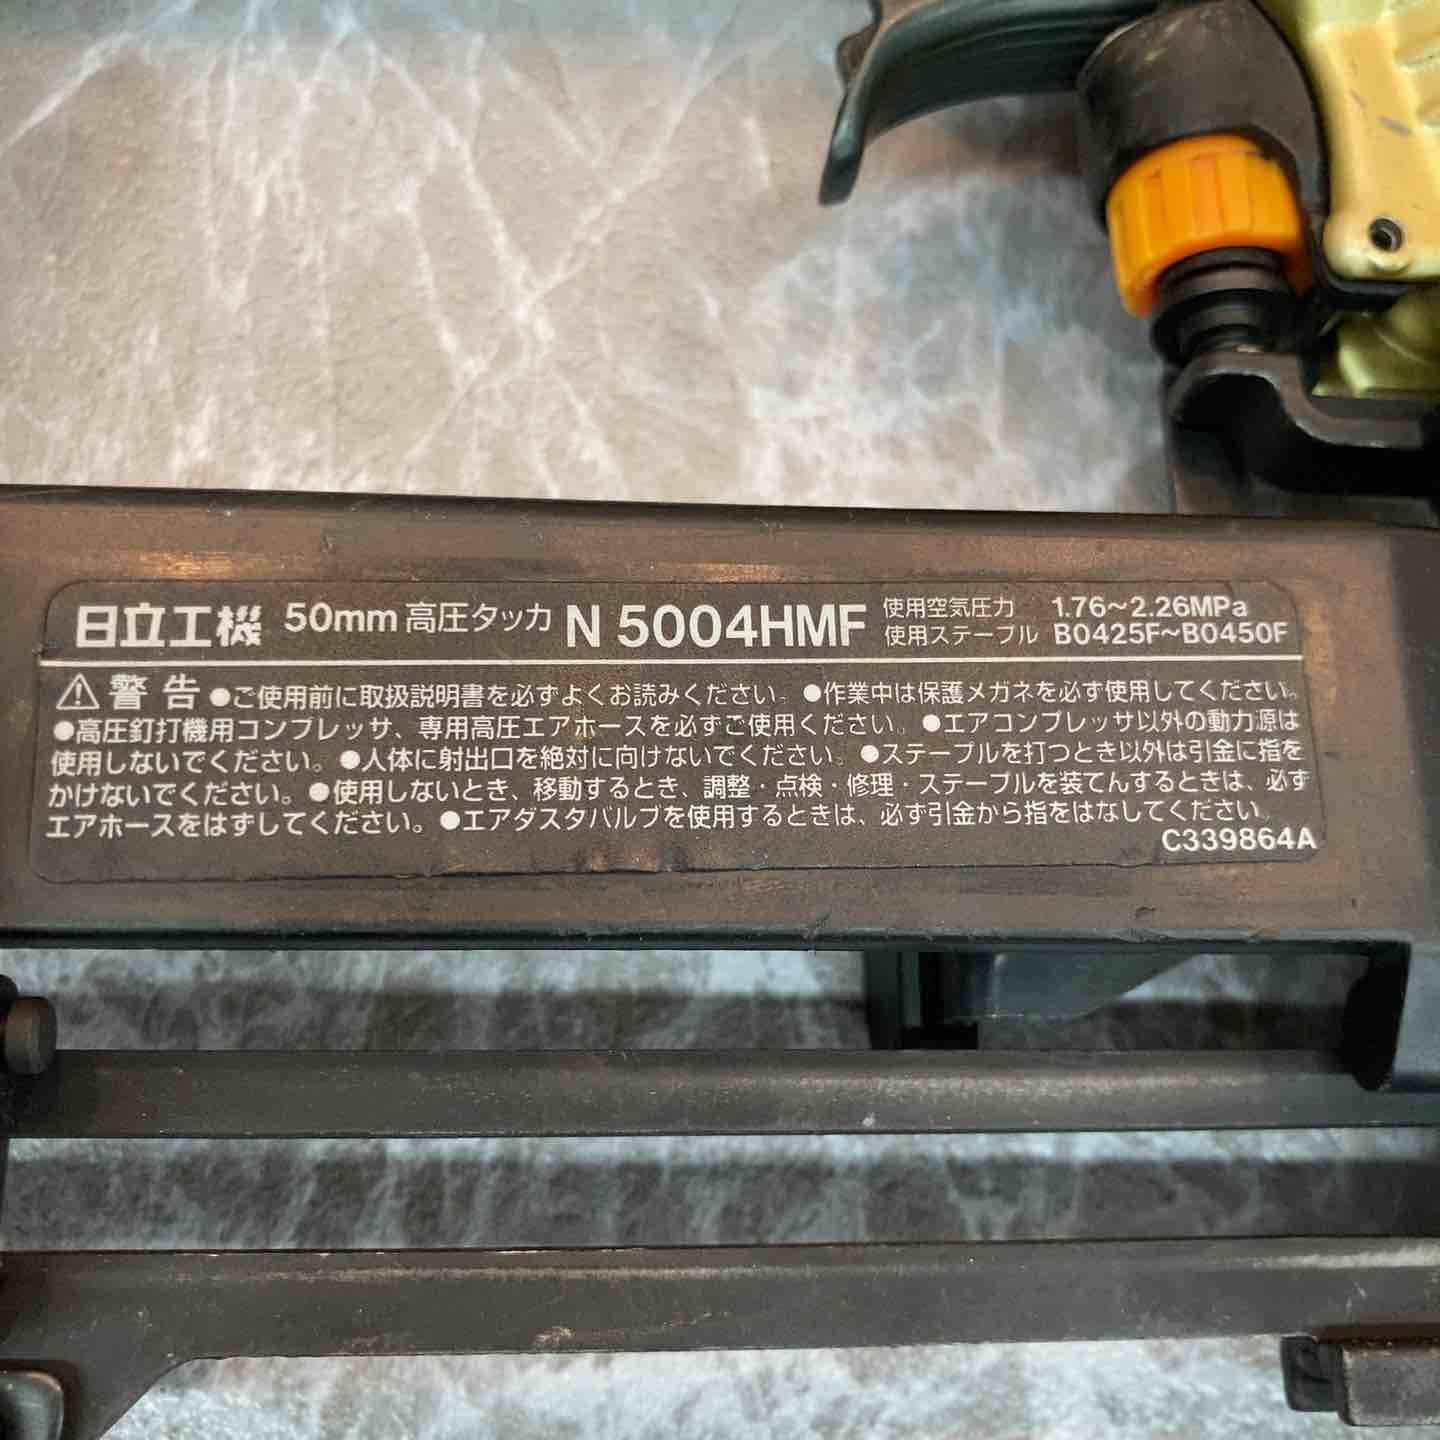 日立工機 50mm 高圧タッカ N 5004HMF 使用空気圧力 1.76～2.26MPa
使用ステープル BO425F～BO450F
⚠警告 ●ご使用前に取扱説明書を必ずよくお読みください。●作業中は保護メガネを必ず使用してください。
●高圧釘打機用コンプレッサ、専用高圧エアホースを必ずご使用ください。●エアコンプレッサ以外の動力源は
使用しないでください。●人体に射出口を絶対に向けないでください。●ステープルを打つとき以外は引金に指を
かけないでください。●使用しないとき、移動するとき、調整・点検・修理・ステープルを装てんするときは、必ず
エアホースをはずしてください。●エアダスタバルブを使用するときは、必ず引金から指をはなしてください。
C339864A